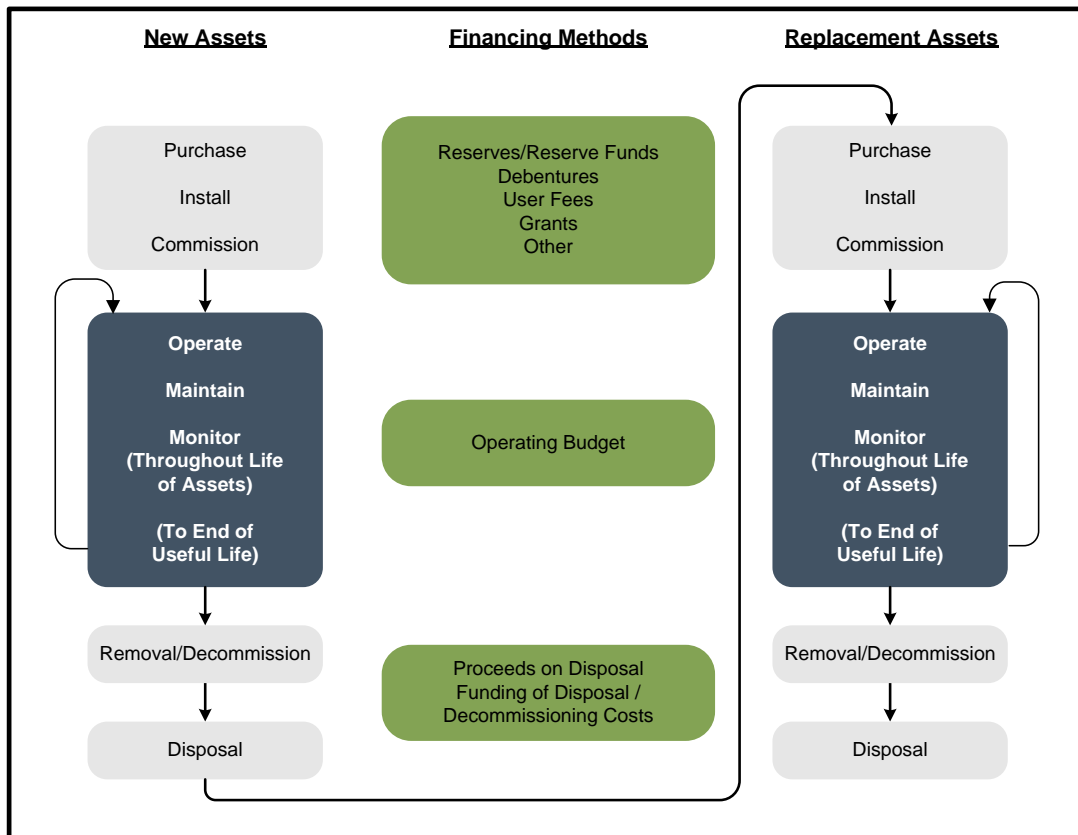 New Assets
Financing Methods
Replacement Assets
Purchase
Install
Commission
Operate
Maintain
Monitor
(Throughout Life
of Assets)
(To End of
Useful Life)
Removal/Decommission
Disposal
Reserves/Reserve Funds
Debentures
User Fees
Grants
Other
Operating Budget
Proceeds on Disposal
Funding of Disposal /
Decommissioning Costs
Purchase
Install
Commission
Operate
Maintain
Monitor
(Throughout Life
of Assets)
(To End of
Useful Life)
Removal/Decommission
Disposal